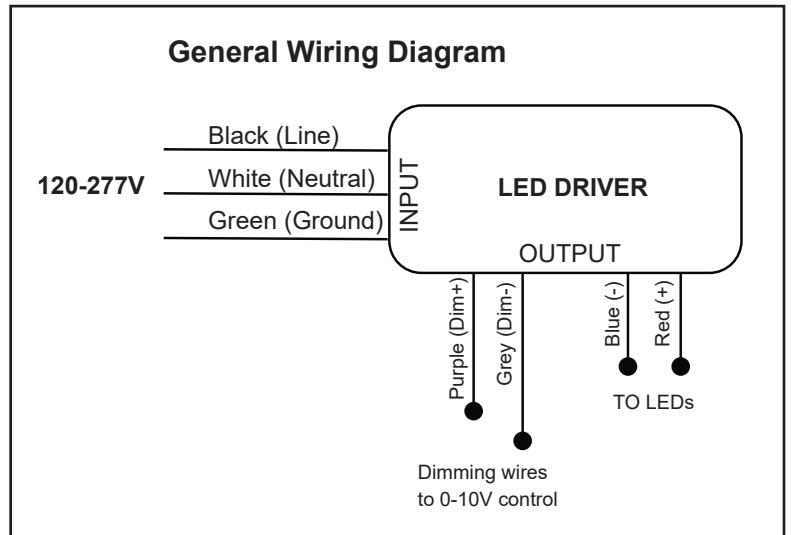 General Wiring Diagram
Black (Line)
120-277V
White (Neutral)
Green (Ground)
INPUT
LED DRIVER
OUTPUT
Purple (Dim+)
Grey (Dim-)
Blue (-)
Red (+)
TO LEDs
Dimming wires
to 0-10V control